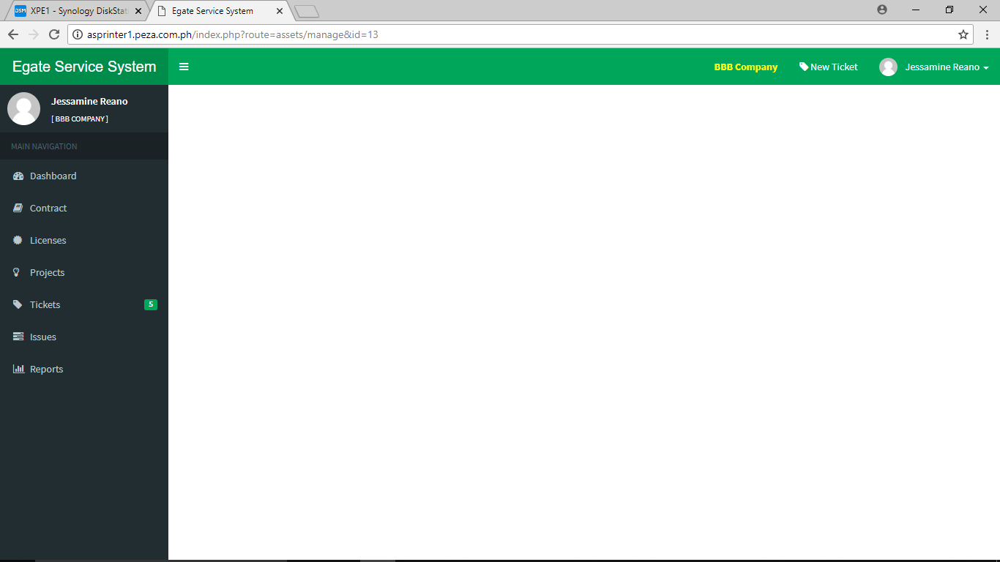 DSM XPE1 - Synology DiskStat
Egate Service System
asprinter1.peza.com.ph/index.php?route=assets/manage&id=13
Egate Service System
BBB Company
New Ticket
Jessamine Reano
Jessamine Reano
[ BBB COMPANY ]
MAIN NAVIGATION
Dashboard
Contract
Licenses
Projects
Tickets 5
Issues
Reports